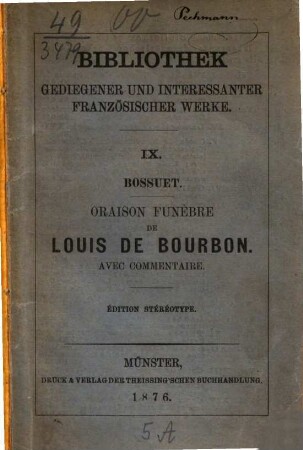 49 00 Pechmann
3479
BIBLIOTHEK
GEDIEGENER UND INTERESSANTER
FRANZÖSISCHER WERKE.
IX.
BOSSUET.
ORAISON FUNÈBRE
DE
LOUIS DE BOURBON.
AVEC COMMENTAIRE.
ÉDITION STÉRÉOTYPE.
MÜNSTER,
DRUCK & VERLAG DER THEISSING'SCHEN BUCHHANDLUNG.
1876.
5A